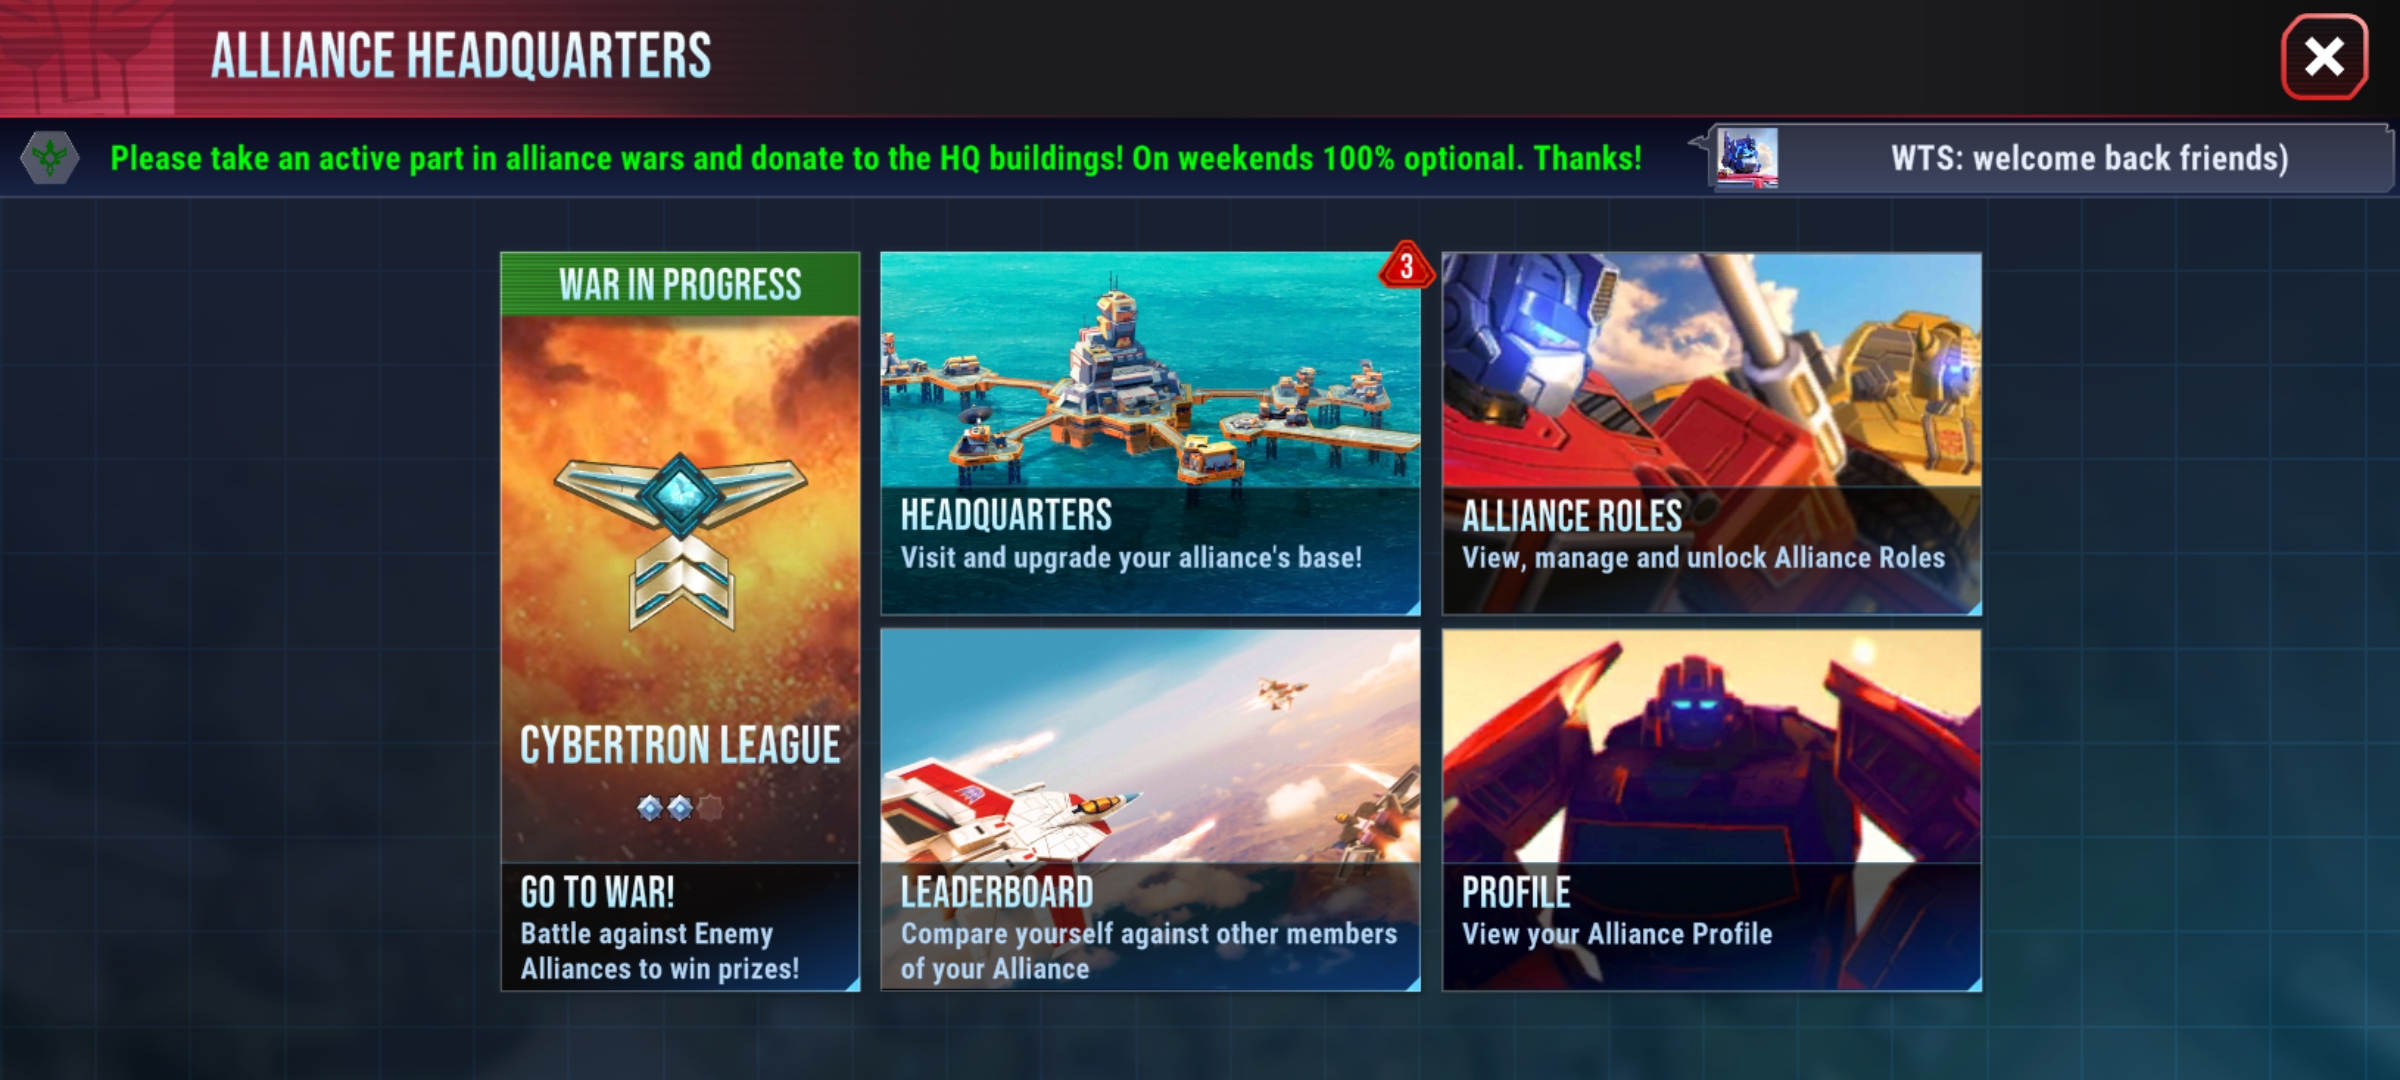 ALLIANCE HEADQUARTERS
Please take an active part in alliance wars and donate to the HQ buildings! On weekends 100% optional. Thanks!
WTS: welcome back friends)
WAR IN PROGRESS
CYBERTRON LEAGUE
GO TO WAR!
Battle against Enemy
Alliances to win prizes!
3
HEADQUARTERS
Visit and upgrade your alliance's base!
ALLIANCE ROLES
View, manage and unlock Alliance Roles
LEADERBOARD
Compare yourself against other members
of your Alliance
PROFILE
View your Alliance Profile